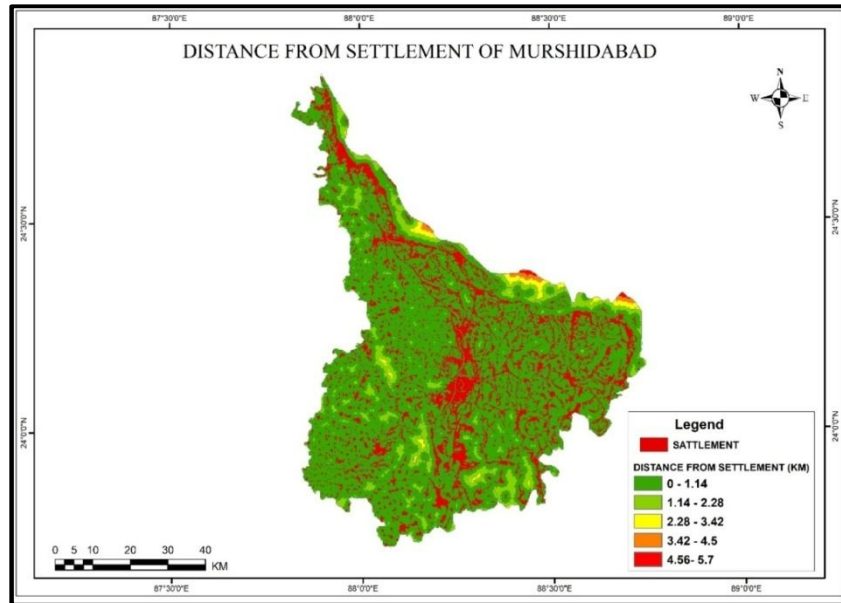 87°30'0"E 88°0'0"E 88°30'0"E 89°0'0"E
DISTANCE FROM SETTLEMENT OF MURSHIDABAD
N
W E
S
24°30'0"N 24°30'0"N
24°0'0"N 24°0'0"N
Legend
SATTLEMENT
DISTANCE FROM SETTLEMENT (KM)
0 - 1.14
1.14 - 2.28
2.28 - 3.42
3.42 - 4.5
4.56- 5.7
0 5 10 20 30 40
KM
87°30'0"E 88°0'0"E 88°30'0"E 89°0'0"E